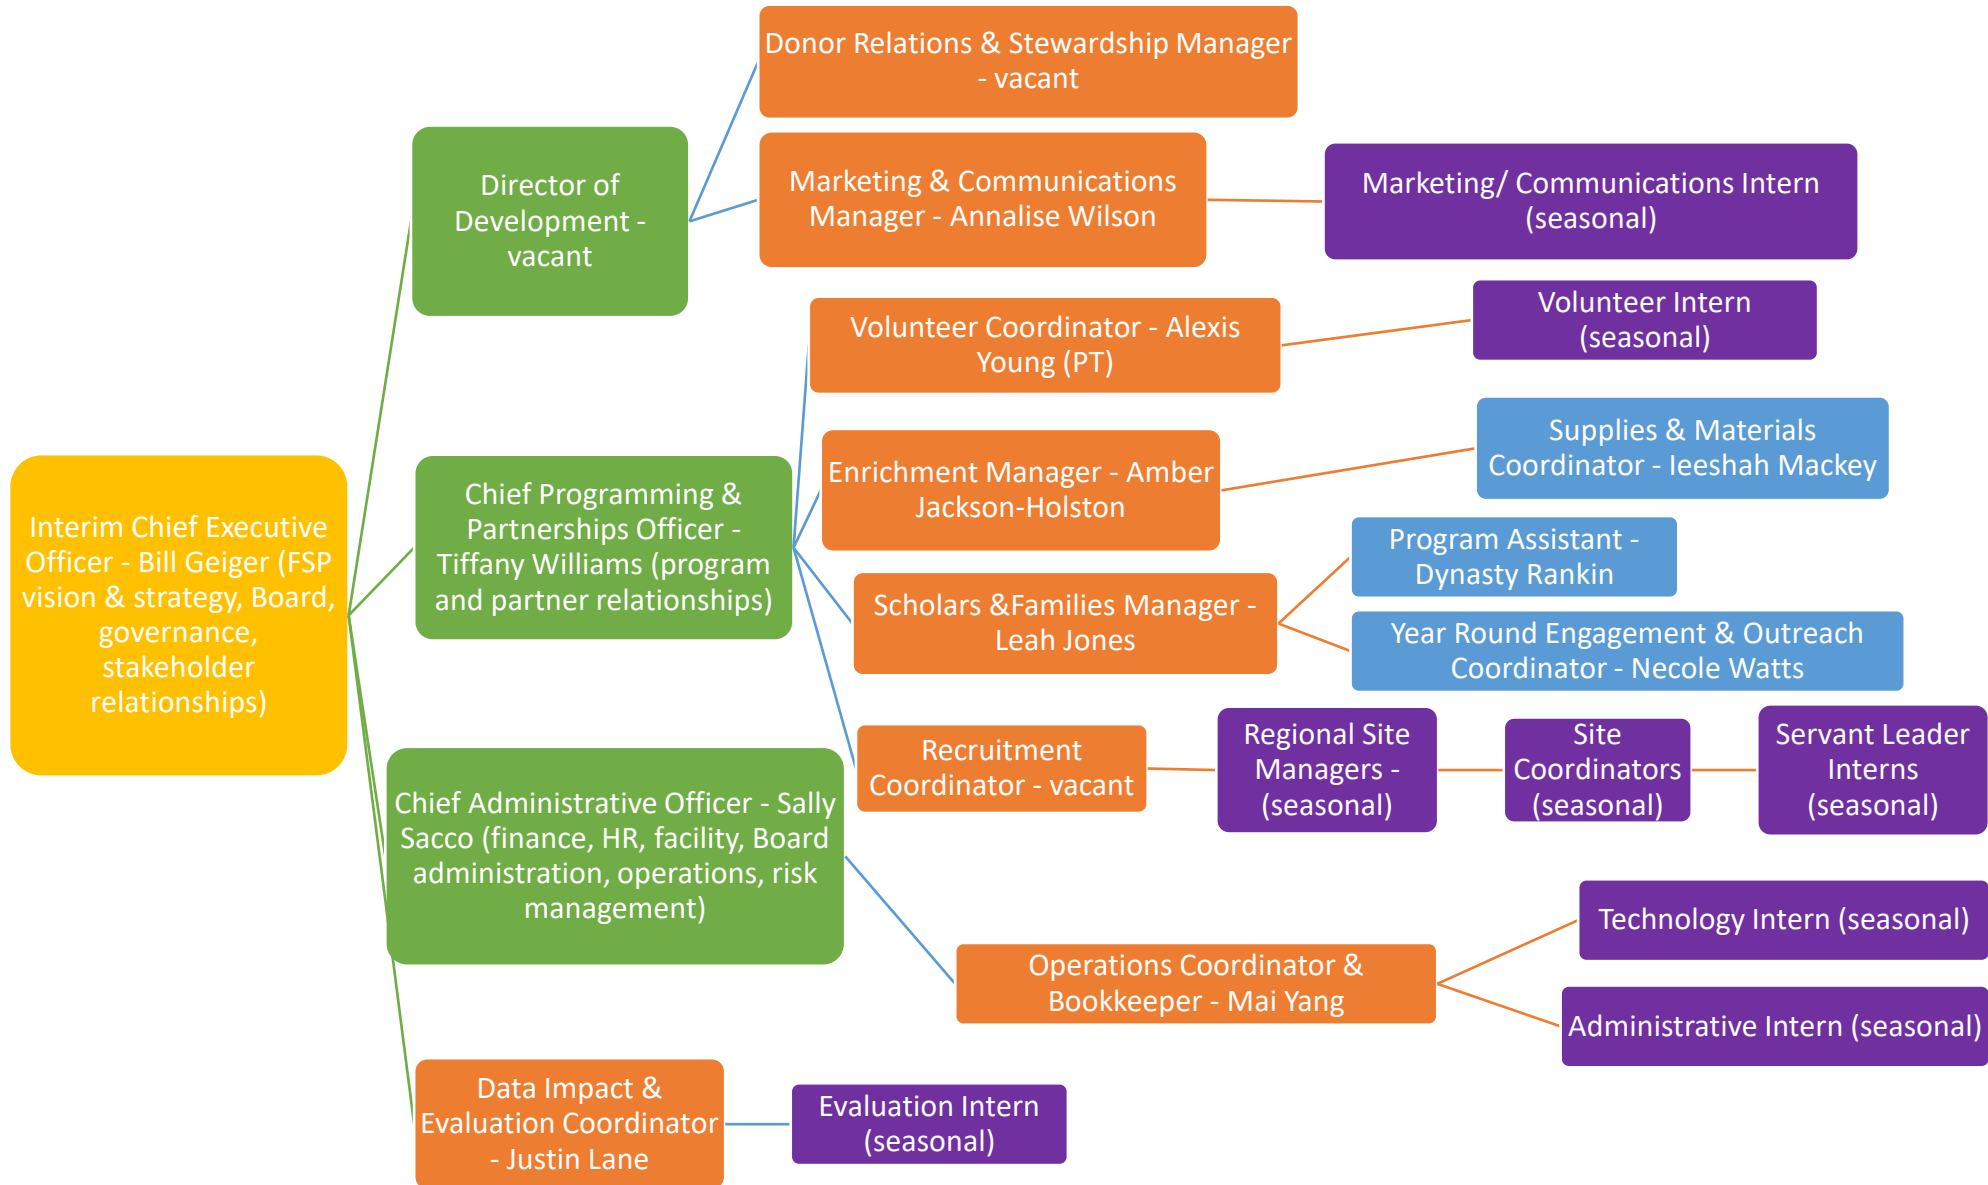 Donor Relations & Stewardship Manager
- vacant
Director of
Development -
vacant
Marketing & Communications
Manager - Annalise Wilson
Marketing/ Communications Intern
(seasonal)
Volunteer Coordinator - Alexis
Young (PT)
Volunteer Intern
(seasonal)
Interim Chief Executive
Officer - Bill Geiger (FSP
vision & strategy, Board,
governance,
stakeholder
relationships)
Chief Programming &
Partnerships Officer -
Tiffany Williams (program
and partner relationships)
Enrichment Manager - Amber
Jackson-Holston
Supplies & Materials
Coordinator - Ieeshah Mackey
Scholars &Families Manager -
Leah Jones
Program Assistant -
Dynasty Rankin
Year Round Engagement & Outreach
Coordinator - Necole Watts
Recruitment
Coordinator - vacant
Regional Site
Managers -
(seasonal)
Site
Coordinators
(seasonal)
Servant Leader
Interns
(seasonal)
Chief Administrative Officer - Sally
Sacco (finance, HR, facility, Board
administration, operations, risk
management)
Operations Coordinator &
Bookkeeper - Mai Yang
Technology Intern (seasonal)
Administrative Intern (seasonal)
Data Impact &
Evaluation Coordinator
- Justin Lane
Evaluation Intern
(seasonal)